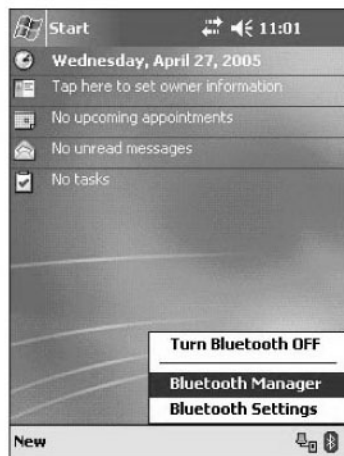 Start 11:01
Wednesday, April 27, 2005
Tap here to set owner information
No upcoming appointments
No unread messages
No tasks
Turn Bluetooth OFF
Bluetooth Manager
Bluetooth Settings
New